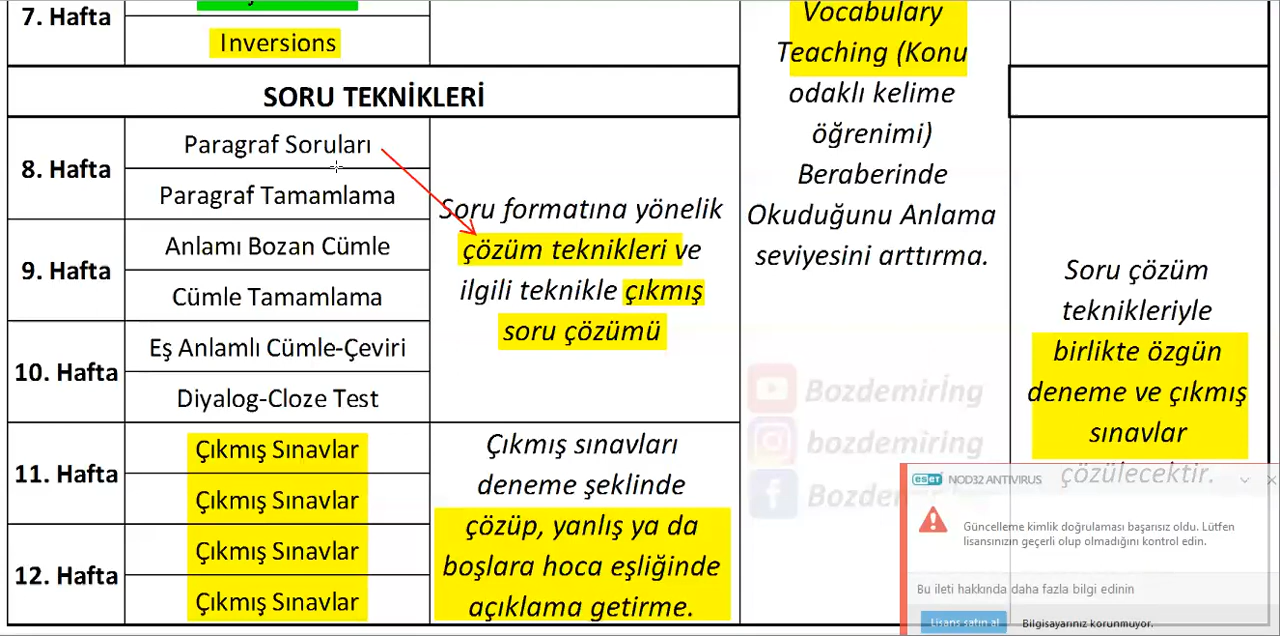 7. Hafta
Inversions
Vocabulary
Teaching (Konu
odaklı kelime
öğrenimi)
Beraberinde
Okuduğunu Anlama
seviyesini arttırma.
SORU TEKNİKLERİ
8. Hafta
Paragraf Soruları
Paragraf Tamamlama
9. Hafta
Anlamı Bozan Cümle
Cümle Tamamlama
10. Hafta
Eş Anlamlı Cümle-Çeviri
Diyalog-Cloze Test
Soru formatına yönelik
çözüm teknikleri ve
ilgili teknikle çıkmış
soru çözümü
11. Hafta
Çıkmış Sınavlar
Çıkmış Sınavlar
12. Hafta
Çıkmış Sınavlar
Çıkmış Sınavlar
Çıkmış sınavları
deneme şeklinde
çözüp, yanlış ya da
boşlara hoca eşliğinde
açıklama getirme.
Soru çözüm
teknikleriyle
birlikte özgün
deneme ve çıkmış
sınavlar
çözülecektir.
Bozdemirİng
bozdemiring
eseT NOD32 ANTIVIRUS
Güncelleme kimlik doğrulaması başarısız oldu. Lütfen
lisansınızın geçerli olup olmadığını kontrol edin.
Bu ileti hakkında daha fazla bilgi edinin
Lisans satın al
Bilgisayarınız korunmuyor.